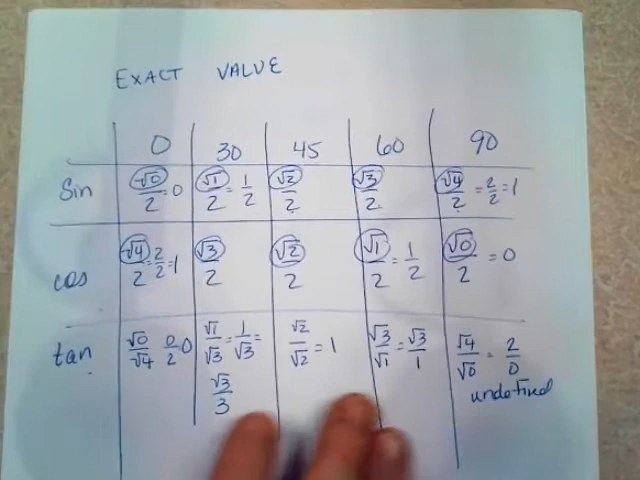 EXACT VALUE
0 30 45 60 90
Sin √0/2=0 √1/2=1/2 √2/2 √3/2 √4/2=2/2=1
cos √4/2=2/2=1 √3/2 √2/2 √1/2=1/2 √0/2=0
tan √0/√4 0/2 0 √1/√3=1/√3= √2/√2=1 √3/√1=√3/1 √4/√0=2/0
√3/3 undefined